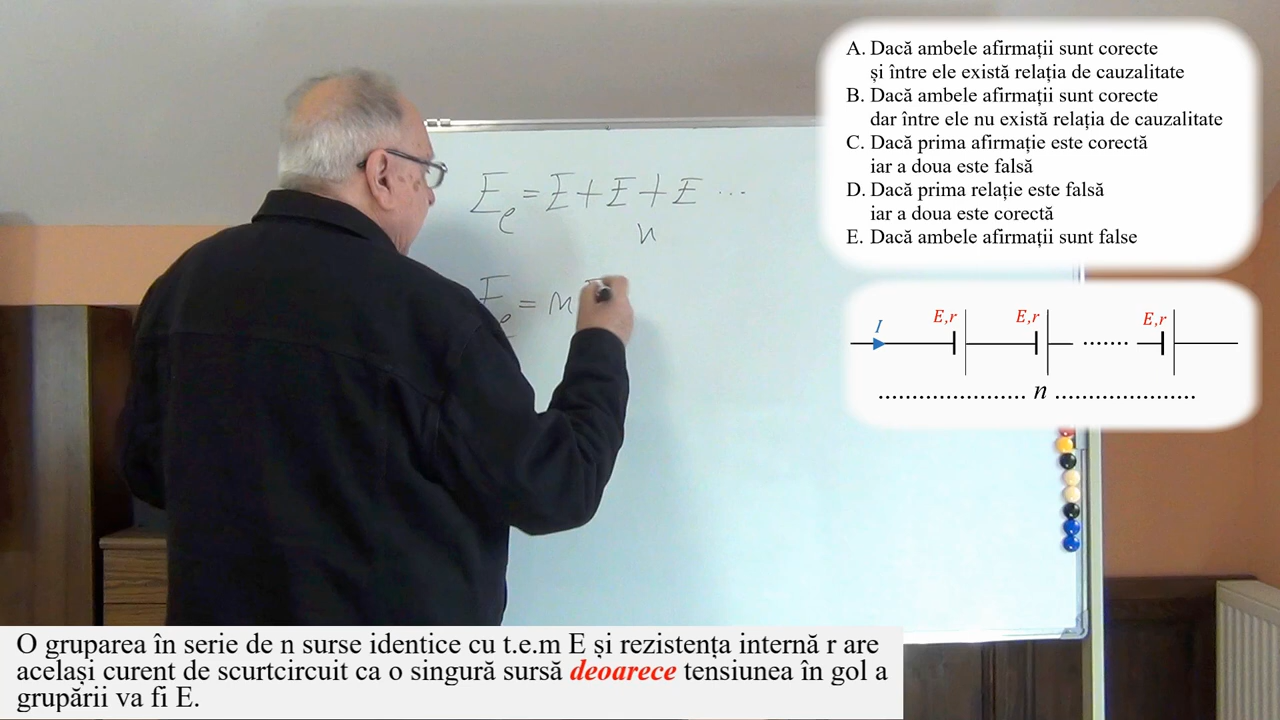 A. Dacă ambele afirmații sunt corecte
și între ele există relația de cauzalitate
B. Dacă ambele afirmații sunt corecte
dar între ele nu există relația de cauzalitate
C. Dacă prima afirmație este corectă
iar a doua este falsă
D. Dacă prima relație este falsă
iar a doua este corectă
E. Dacă ambele afirmații sunt false
E_e = E + E + E ...
n
E_e = n
I
E,r
E,r
E,r
....... 
...................... n .....................
O gruparea în serie de n surse identice cu t.e.m E și rezistența internă r are
același curent de scurtcircuit ca o singură sursă deoarece tensiunea în gol a
grupării va fi E.